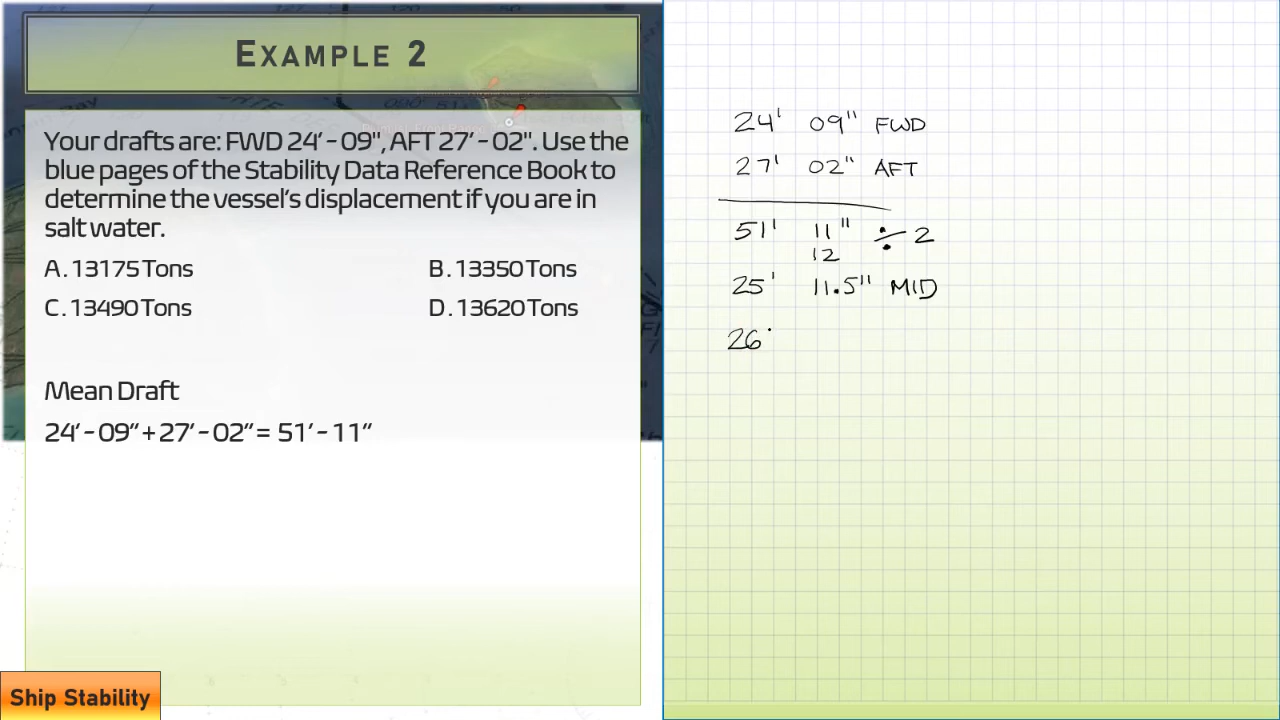 EXAMPLE 2
Your drafts are: FWD 24′ – 09", AFT 27′ – 02". Use the
blue pages of the Stability Data Reference Book to
determine the vessel's displacement if you are in
salt water.
A. 13175 Tons
B. 13350 Tons
C. 13490 Tons
D. 13620 Tons
Mean Draft
24′ – 09″ + 27′ – 02″ = 51′ – 11″
Ship Stability
24' 09" FWD
27' 02" AFT
51' 11" ÷ 2
12
25' 11.5" MID
26'